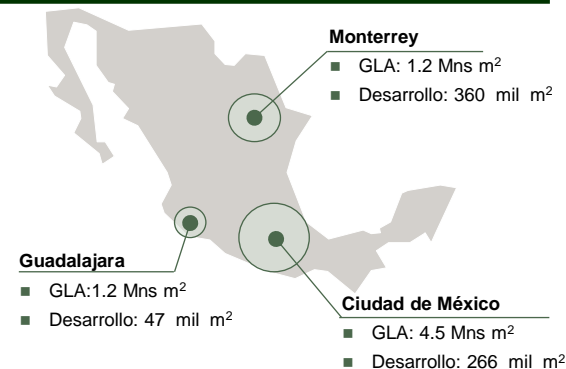 Monterrey
■ GLA: 1.2 Mns m²
■ Desarrollo: 360 mil m²
Guadalajara
■ GLA:1.2 Mns m²
■ Desarrollo: 47 mil m²
Ciudad de México
■ GLA: 4.5 Mns m²
■ Desarrollo: 266 mil m²